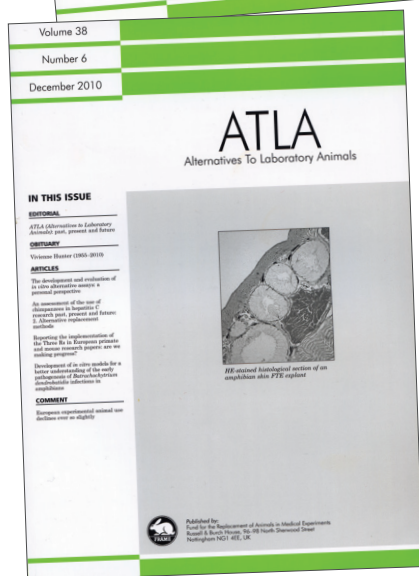 Volume 38
Number 6
December 2010
ATLA
Alternatives To Laboratory Animals
IN THIS ISSUE
EDITORIAL
ATLA (Alternatives to Laboratory
Animals): past, present and future
OBITUARY
Vivienne Hunter (1955–2010)
ARTICLES
The development and evaluation of
in vitro alternative assays: a
personal perspective
An assessment of the use of
chimpanzees in hepatitis C
research past, present and future:
2. Alternative replacement
methods
Reporting the implementation of
the Three Rs in European primate
and mouse research papers: are we
making progress?
Development of in vitro models for a
better understanding of the early
pathogenesis of Batrachochytrium
dendrobatidis infections in
amphibians
COMMENT
European experimental animal use
declines ever so slightly
HE-stained histological section of an
amphibian skin FTE explant
FRAME
Published by:
Fund for the Replacement of Animals in Medical Experiments
Russell & Burch House, 96–98 North Sherwood Street
Nottingham NG1 4EE, UK